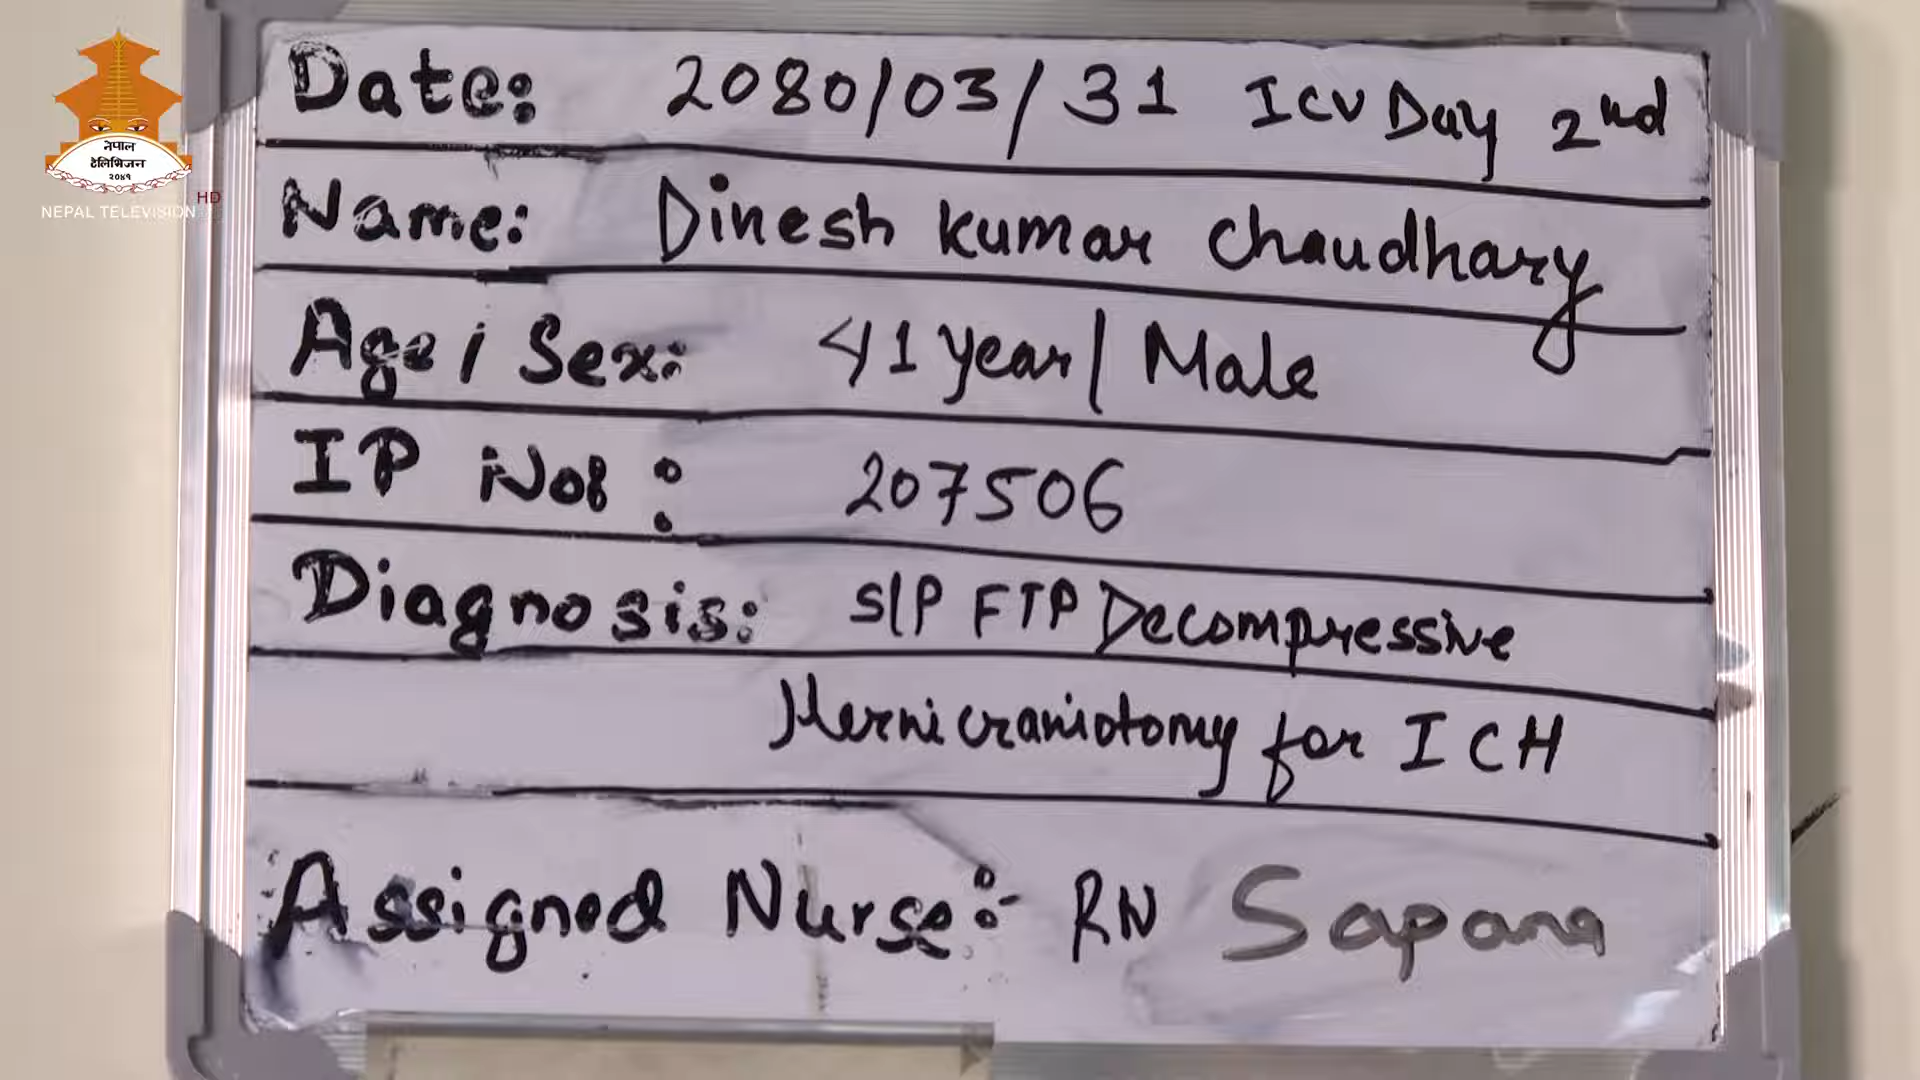 नेपाल
टेलिभिजन
२०४१
HD
NEPAL TELEVISION
Date: 2080/03/31 ICU Day 2nd
Name: Dinesh Kumar Chaudhary
Age/Sex: 41 year/Male
IP No: : 207506
Diagnosis: S/P FTP Decompressive
Hernicraniotomy for ICH
Assigned Nurse:- RN Sapana